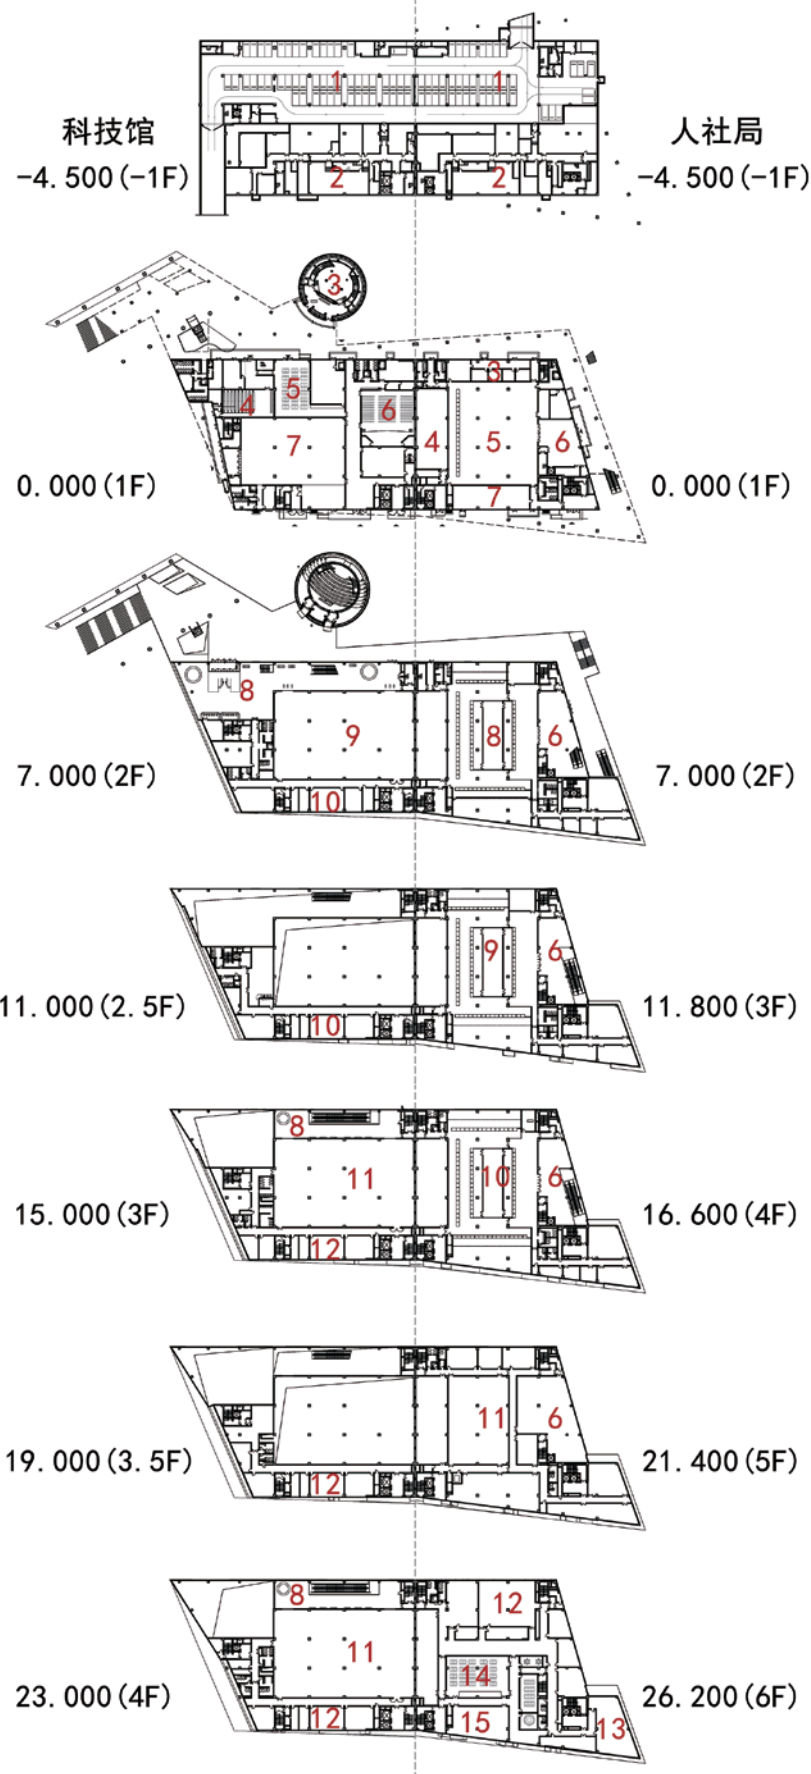 1 1
科技馆 人社局
-4.500(-1F) 2 2 -4.500(-1F)
3
3
5
4 6
7 4 5 6
0.000(1F) 7 0.000(1F)
8
9 8 6
7.000(2F) 10 7.000(2F)
9 6
11.000(2.5F) 10 11.800(3F)
8
11 10 6
15.000(3F) 12 16.600(4F)
11 6
19.000(3.5F) 12 21.400(5F)
8 12
11
14
23.000(4F) 12 15 13 26.200(6F)